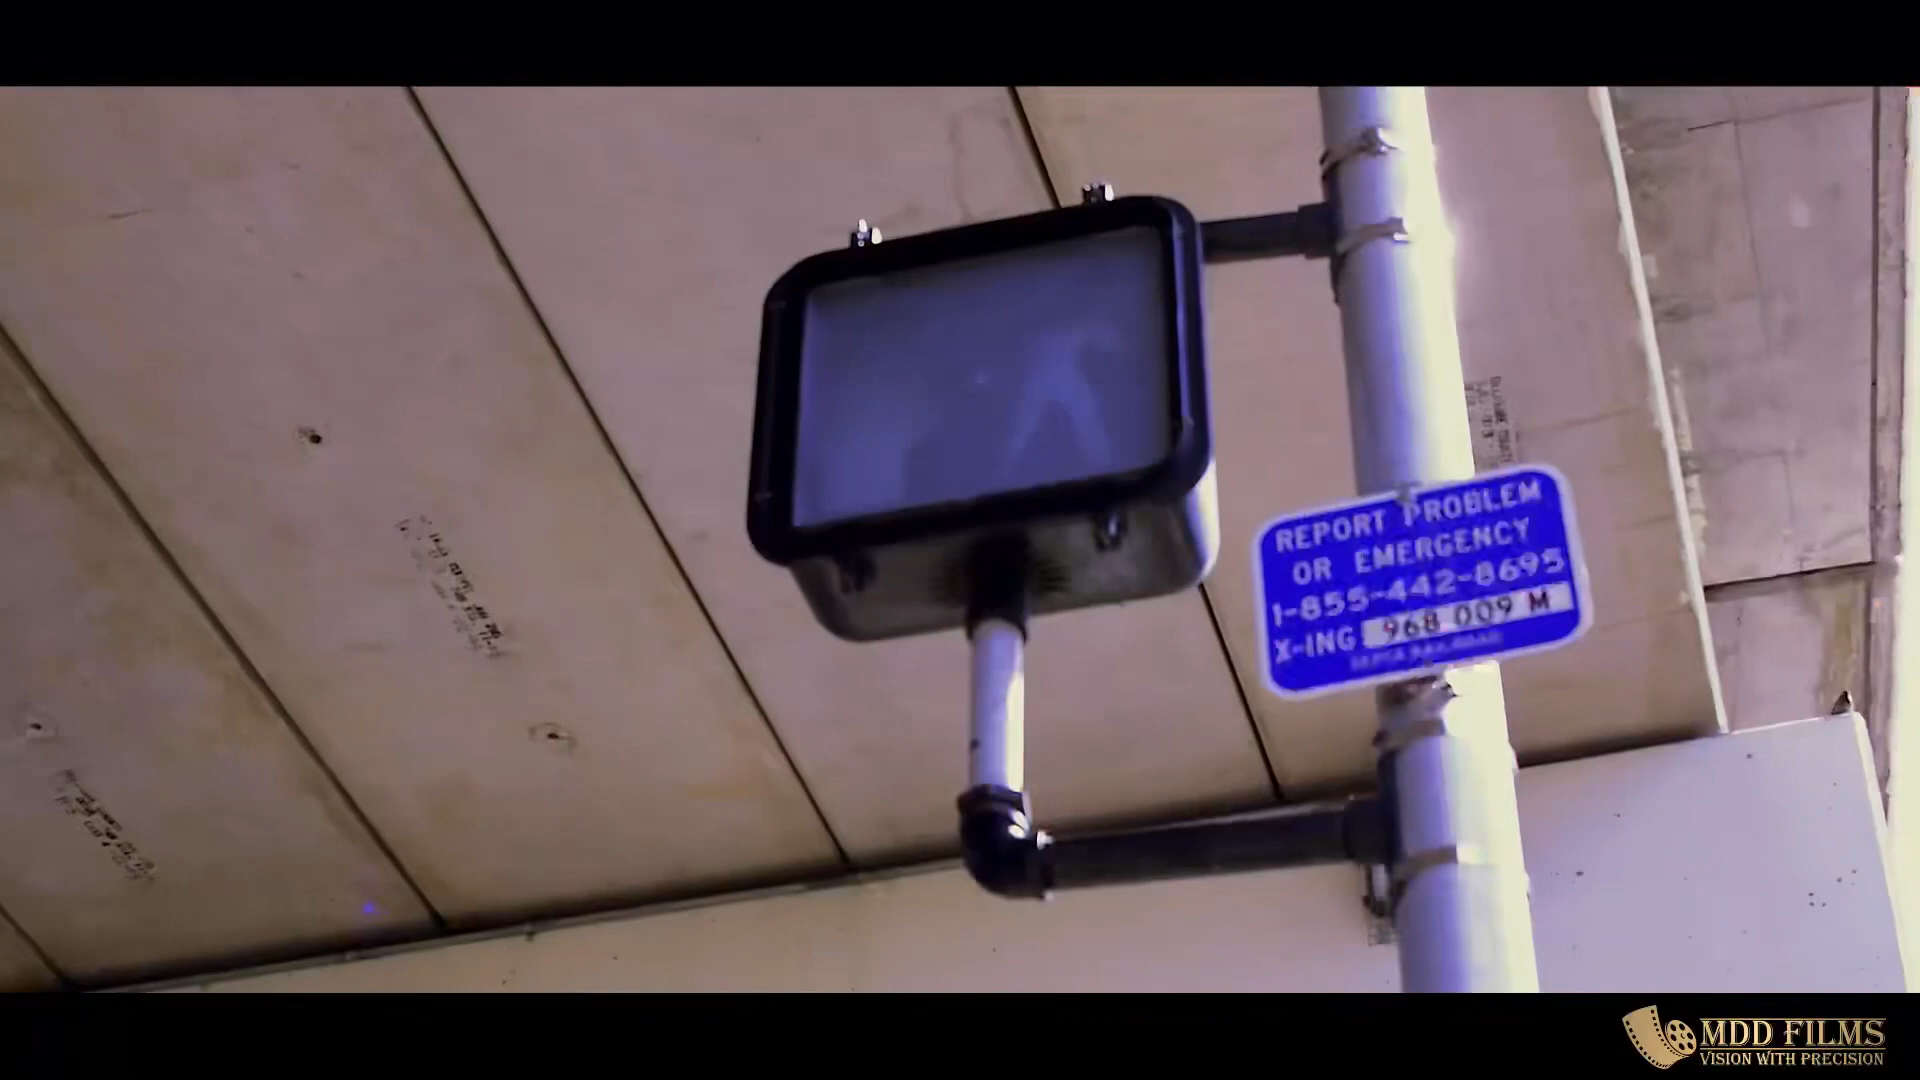 REPORT PROBLEM
OR EMERGENCY
1-855-442-8695
X-ING 968 009 M
MDD FILMS
VISION WITH PRECISION